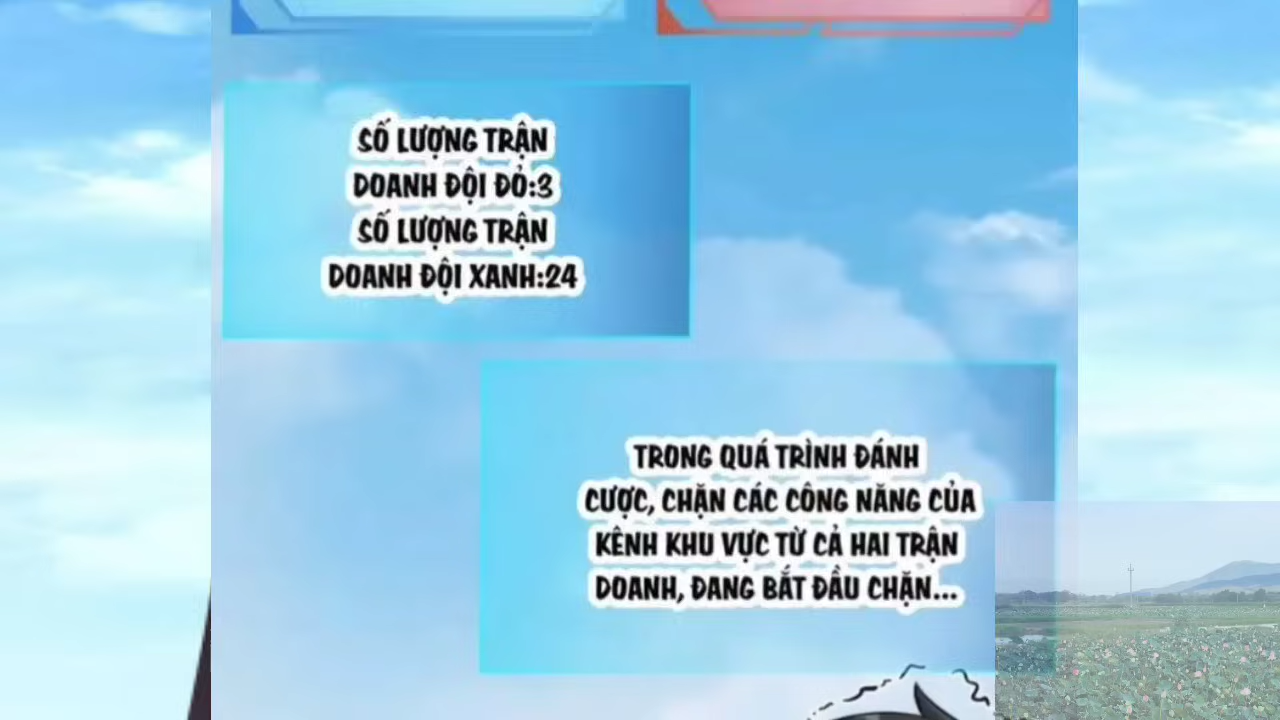 SỐ LƯỢNG TRẬN
DOANH ĐỘI ĐỎ:3
SỐ LƯỢNG TRẬN
DOANH ĐỘI XANH:24
TRONG QUÁ TRÌNH ĐÁNH
CƯỢC, CHẶN CÁC CÔNG NĂNG CỦA
KÊNH KHU VỰC TỪ CẢ HAI TRẬN
DOANH, ĐANG BẮT ĐẦU CHẶN...